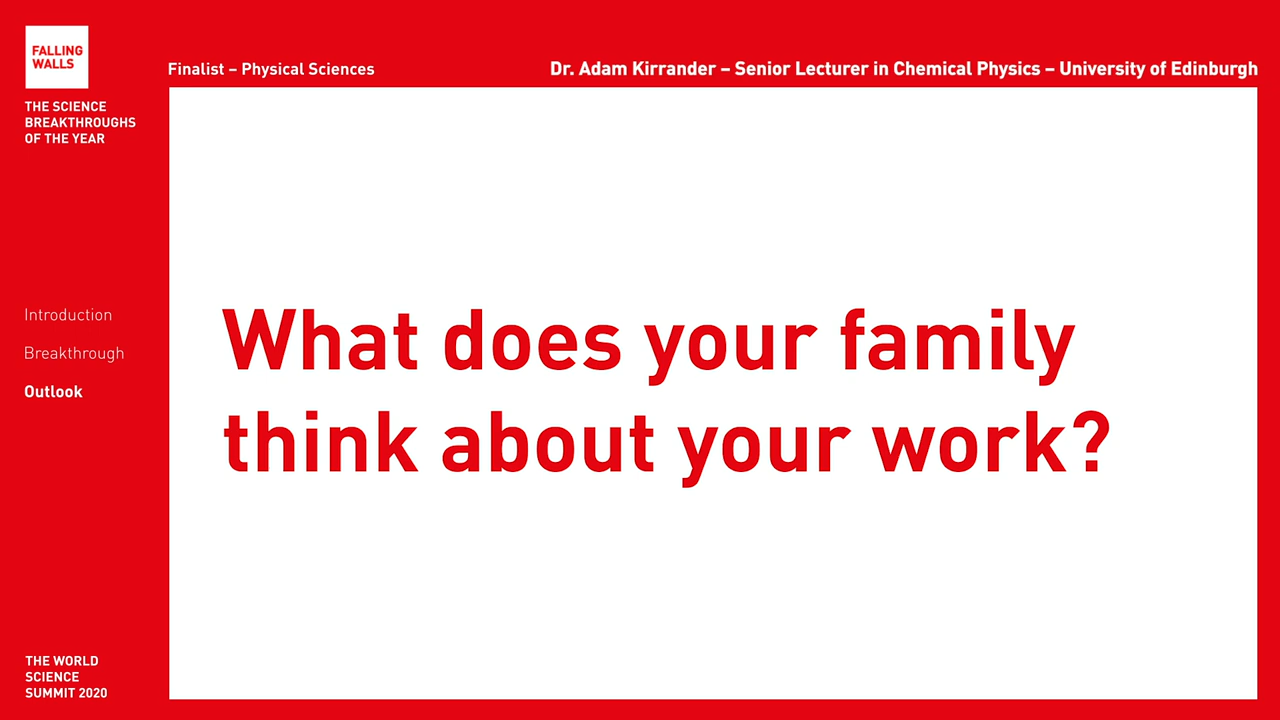 FALLING
WALLS
THE SCIENCE
BREAKTHROUGHS
OF THE YEAR
Finalist – Physical Sciences
Dr. Adam Kirrander – Senior Lecturer in Chemical Physics – University of Edinburgh
Introduction
Breakthrough
Outlook
What does your family
think about your work?
THE WORLD
SCIENCE
SUMMIT 2020